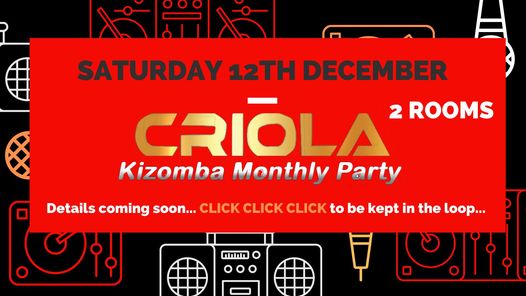 SATURDAY 12TH DECEMBER
2 ROOMS
CRIOLA
Kizomba Monthly Party
Details coming soon... CLICK CLICK CLICK to be kept in the loop...